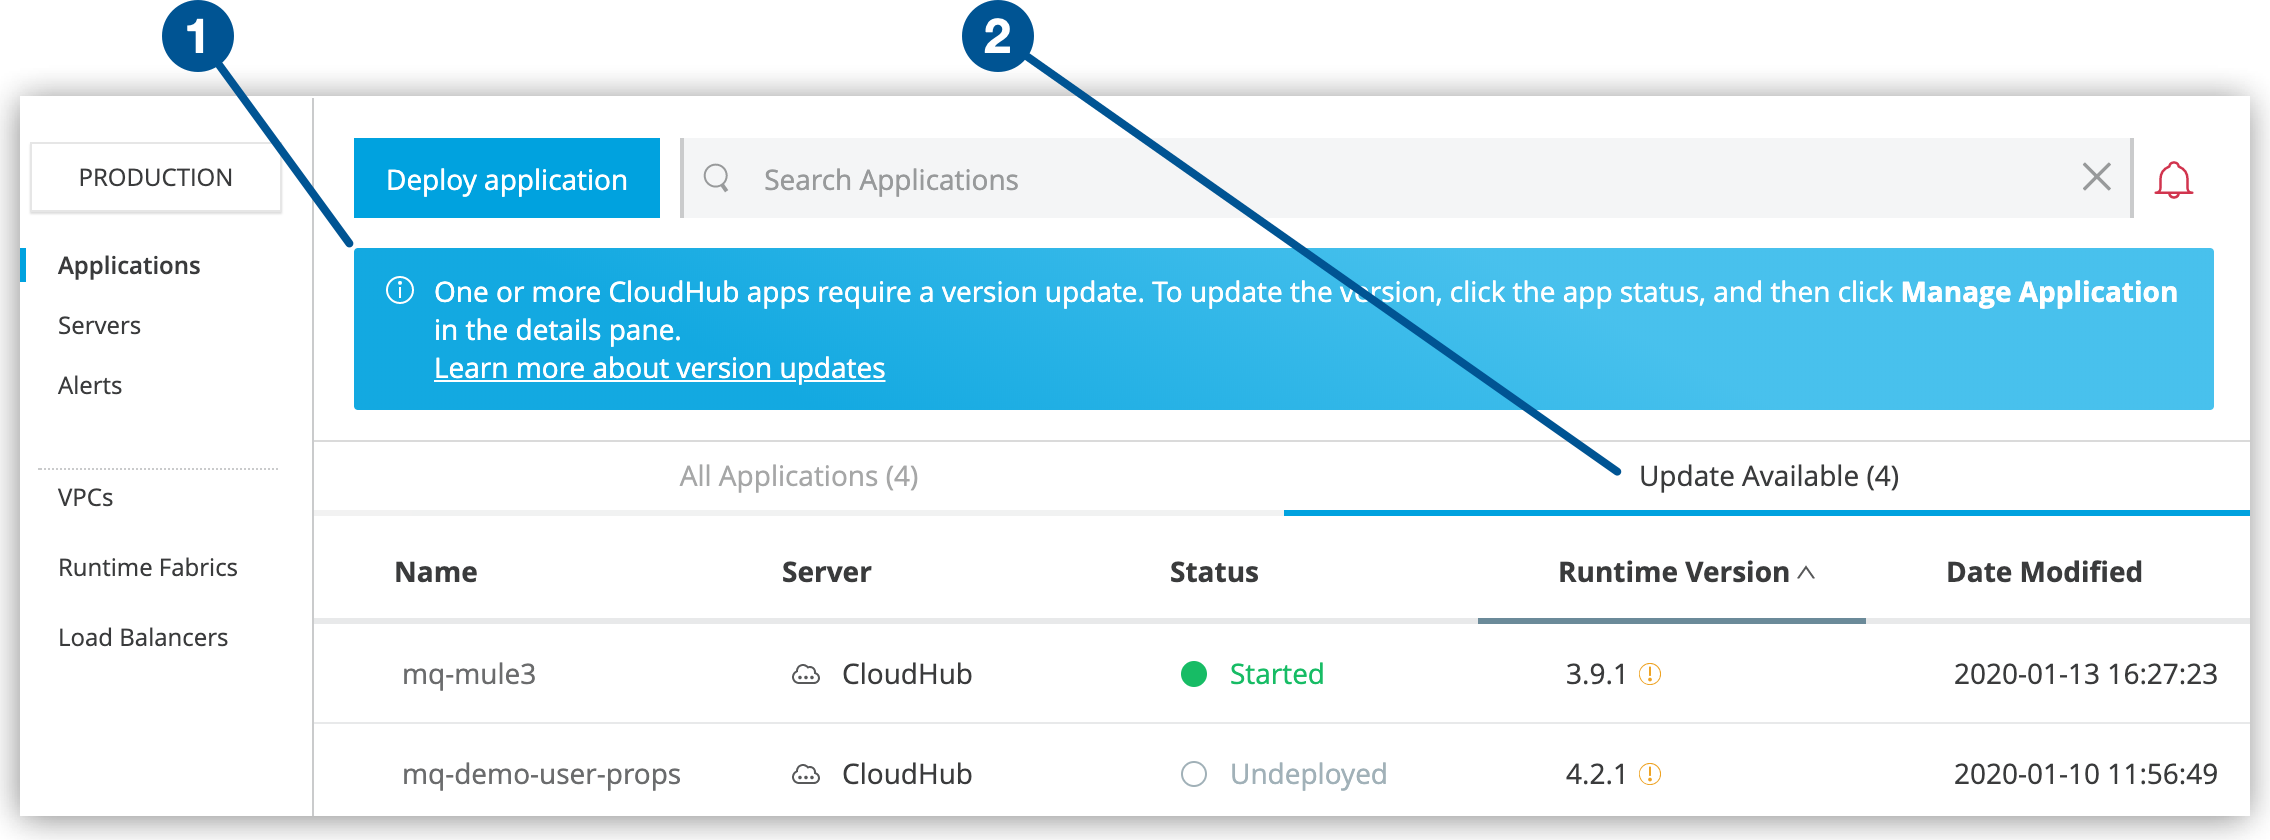 1
2
PRODUCTION
Applications
Servers
Alerts
VPCs
Runtime Fabrics
Load Balancers
Deploy application
Search Applications
One or more CloudHub apps require a version update. To update the version, click the app status, and then click Manage Application
in the details pane.
Learn more about version updates
All Applications (4)
Update Available (4)
Name Server Status Runtime Version Date Modified
mq-mule3 CloudHub Started 3.9.1 2020-01-13 16:27:23
mq-demo-user-props CloudHub Undeployed 4.2.1 2020-01-10 11:56:49